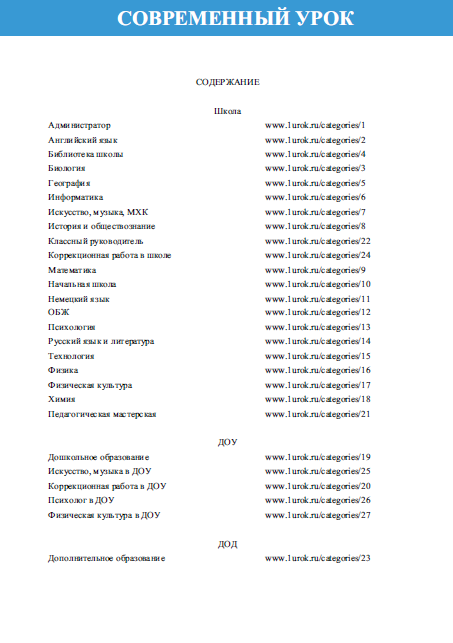 СОВРЕМЕННЫЙ УРОК
СОДЕРЖАНИЕ
Школа
Администратор www.1urok.ru/categories/1
Английский язык www.1urok.ru/categories/2
Библиотека школы www.1urok.ru/categories/4
Биология www.1urok.ru/categories/3
География www.1urok.ru/categories/5
Информатика www.1urok.ru/categories/6
Искусство, музыка, МХК www.1urok.ru/categories/7
История и обществознание www.1urok.ru/categories/8
Классный руководитель www.1urok.ru/categories/22
Коррекционная работа в школе www.1urok.ru/categories/24
Математика www.1urok.ru/categories/9
Начальная школа www.1urok.ru/categories/10
Немецкий язык www.1urok.ru/categories/11
ОБЖ www.1urok.ru/categories/12
Психология www.1urok.ru/categories/13
Русский язык и литература www.1urok.ru/categories/14
Технология www.1urok.ru/categories/15
Физика www.1urok.ru/categories/16
Физическая культура www.1urok.ru/categories/17
Химия www.1urok.ru/categories/18
Педагогическая мастерская www.1urok.ru/categories/21
ДОУ
Дошкольное образование www.1urok.ru/categories/19
Искусство, музыка в ДОУ www.1urok.ru/categories/25
Коррекционная работа в ДОУ www.1urok.ru/categories/20
Психолог в ДОУ www.1urok.ru/categories/26
Физическая культура в ДОУ www.1urok.ru/categories/27
ДОД
Дополнительное образование www.1urok.ru/categories/23